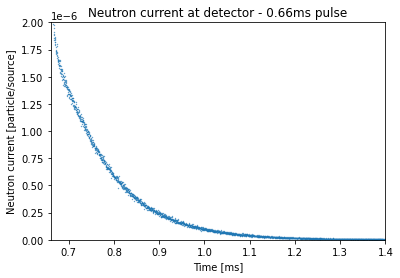 Neutron current at detector - 0.66ms pulse
1e−6
Neutron current [particle/source]
2.00
1.75
1.50
1.25
1.00
0.75
0.50
0.25
0.00
0.7 0.8 0.9 1.0 1.1 1.2 1.3 1.4
Time [ms]